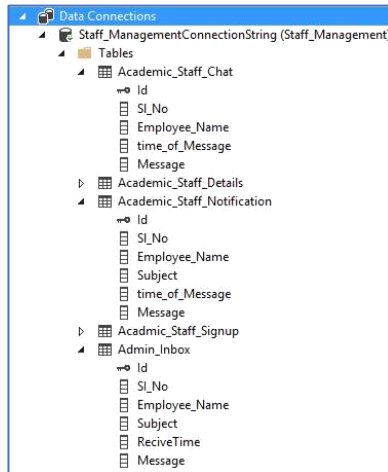 Data Connections
Staff_ManagementConnectionString (Staff_Management)
Tables
Academic_Staff_Chat
Id
Sl_No
Employee_Name
time_of_Message
Message
Academic_Staff_Details
Academic_Staff_Notification
Id
Sl_No
Employee_Name
Subject
time_of_Message
Message
Acadmic_Staff_Signup
Admin_Inbox
Id
Sl_No
Employee_Name
Subject
ReciveTime
Message